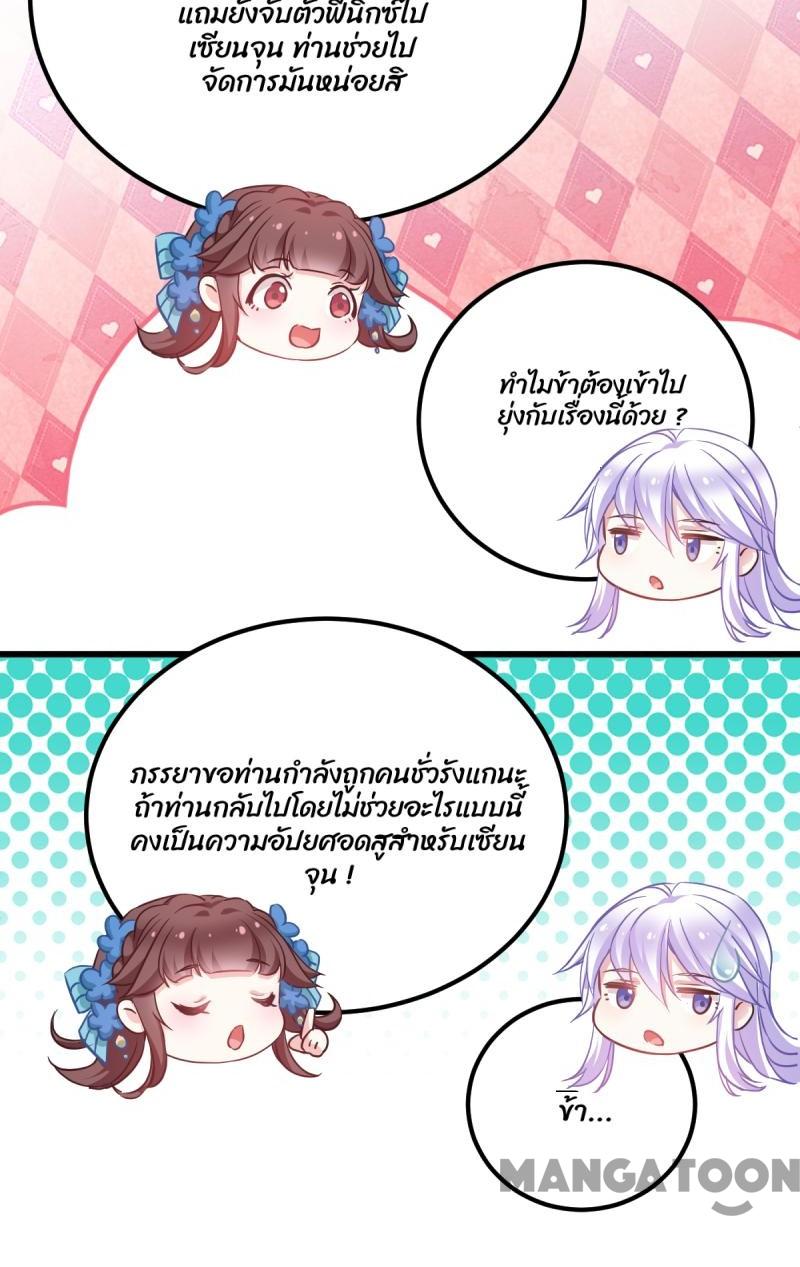 แถมยังจับตัวฟีนิกซ์ไป
เซียนจุน ท่านช่วยไป
จัดการมันหน่อยสิ
ทำไมข้าต้องเข้าไป
ยุ่งกับเรื่องนี้ด้วย ?
ภรรยาขอท่านกำลังถูกคนชั่วรังแกนะ
ถ้าท่านกลับไปโดยไม่ช่วยอะไรแบบนี้
คงเป็นความอัปยศอดสูสำหรับเซียน
จุน !
ข้า...
MANGATOON